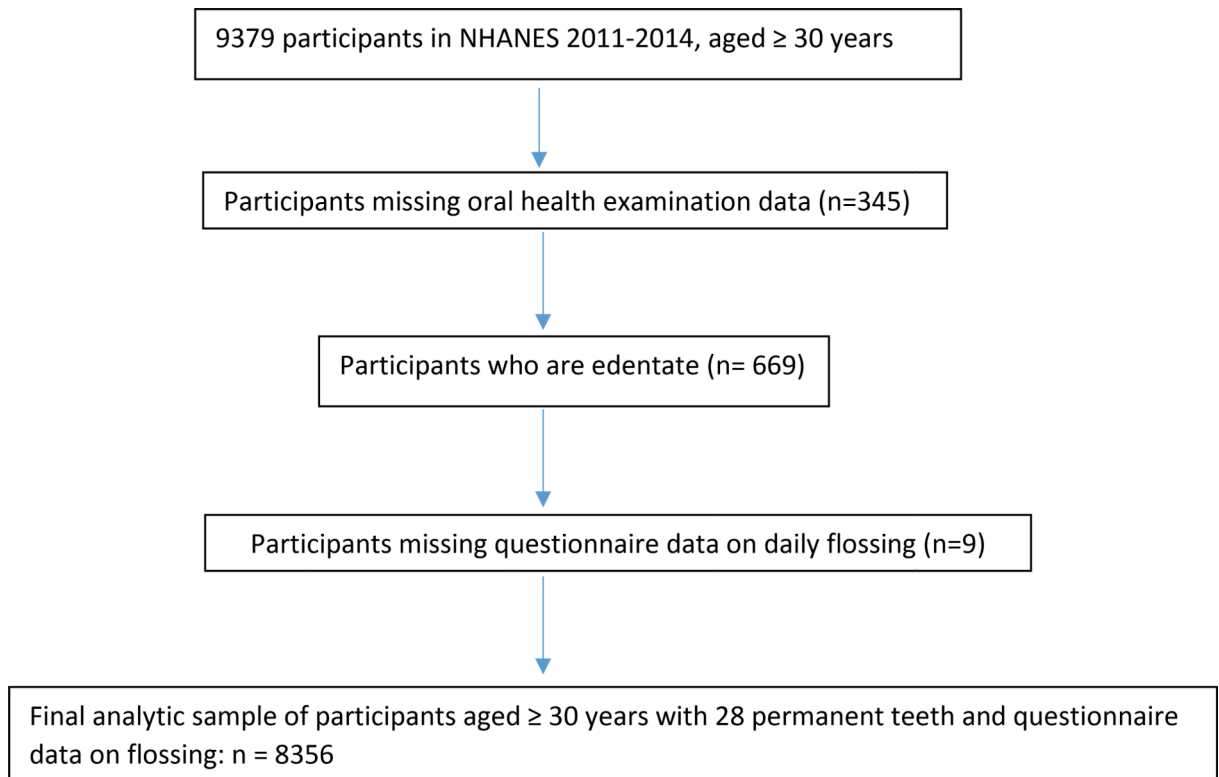 9379 participants in NHANES 2011-2014, aged ≥ 30 years
Participants missing oral health examination data (n=345)
Participants who are edentate (n= 669)
Participants missing questionnaire data on daily flossing (n=9)
Final analytic sample of participants aged ≥ 30 years with 28 permanent teeth and questionnaire
data on flossing: n = 8356